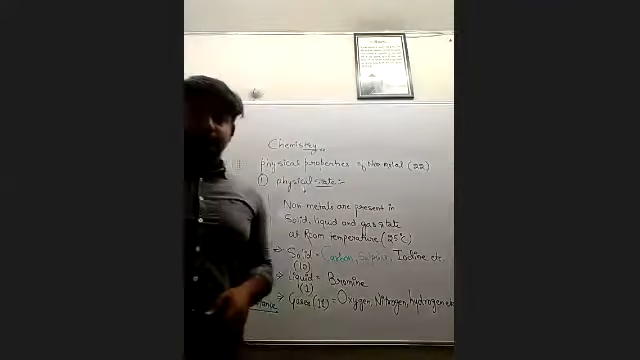 Chemistry
physical properties of Non metal (22)
① physical state :-
Non metals are present in
Solid, liquid and gas state
at Room temperature (25°C)
⇒ Solid = Carbon, Sulphur, Iodine etc.
(10)
⇒ Liquid = Bromine
(1)
⇒ Gases (11) = Oxygen, Nitrogen, hydrogen etc